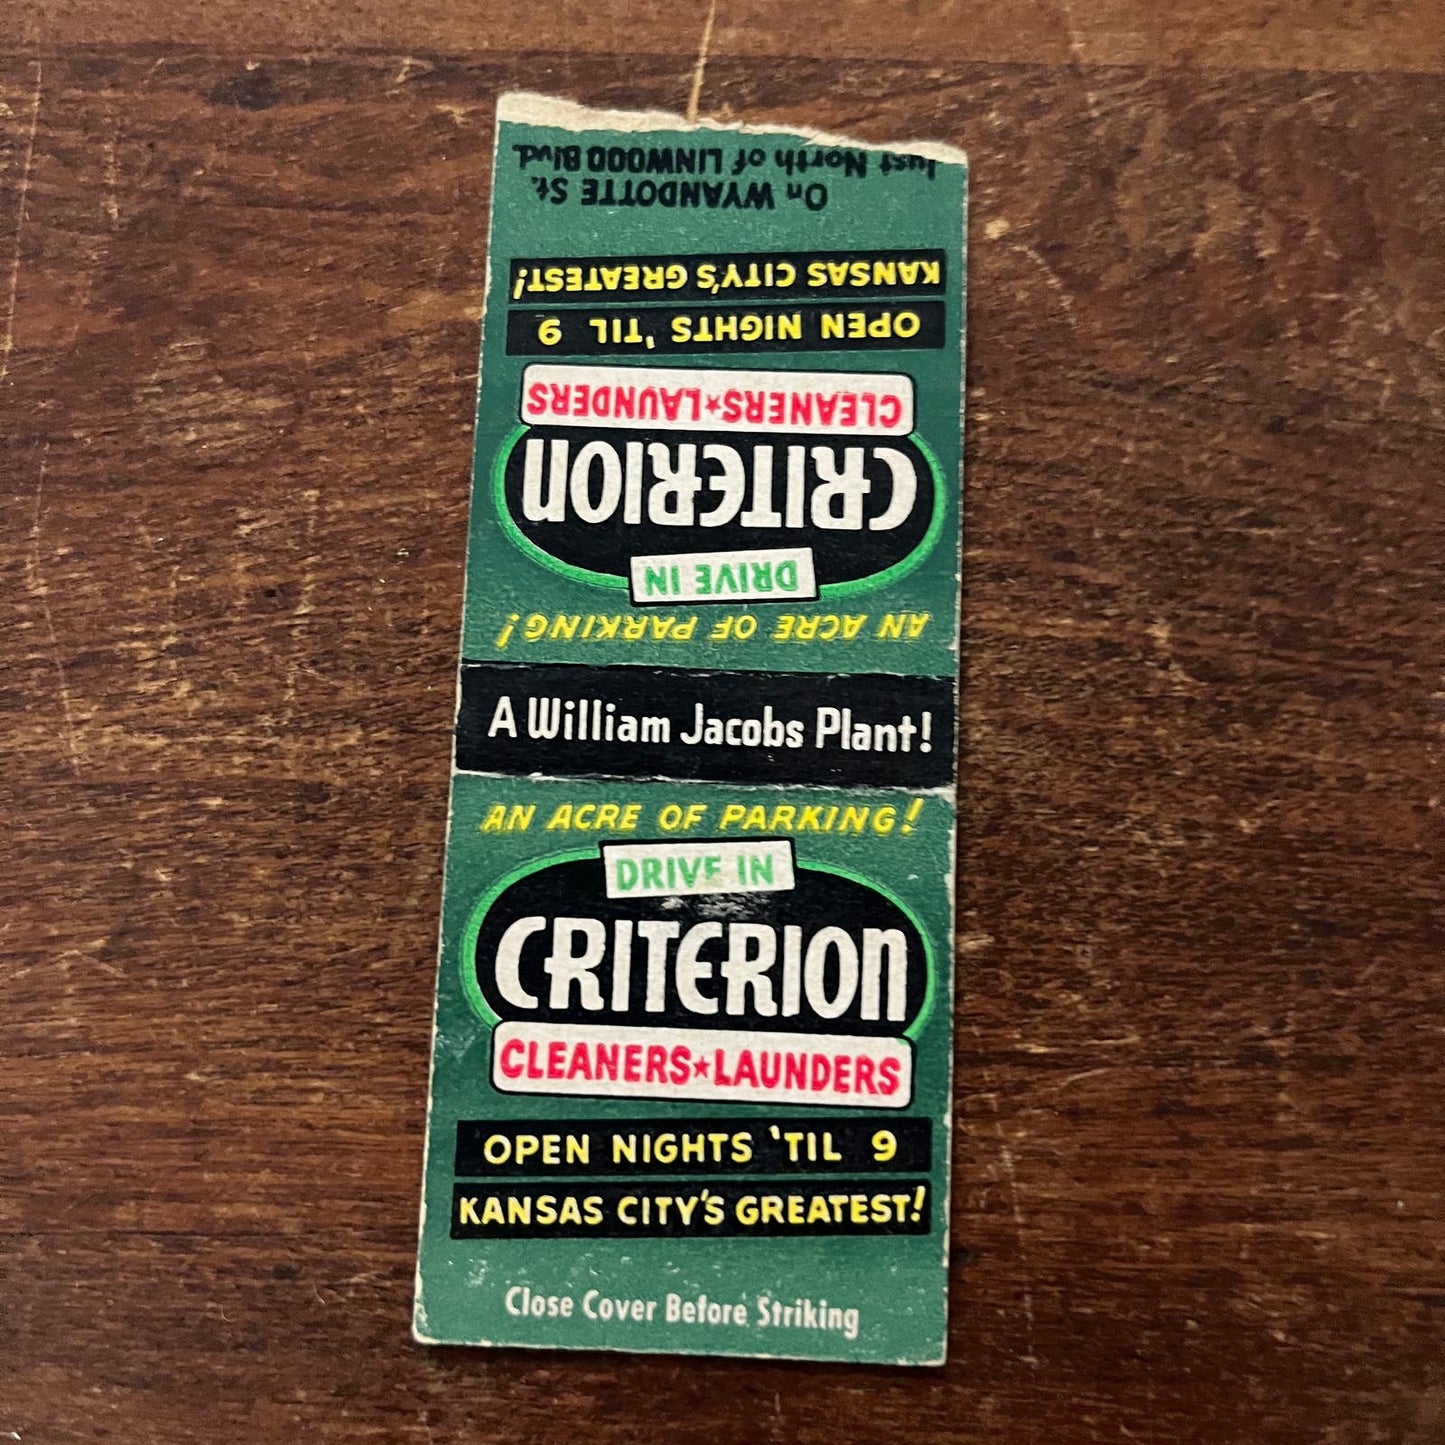 On WYANDOTTE St.
Just North of LINWOOD Blvd.
KANSAS CITY'S GREATEST!
OPEN NIGHTS 'TIL 9
CLEANERS★LAUNDERS
CRITERION
DRIVE IN
AN ACRE OF PARKING!
A William Jacobs Plant!
AN ACRE OF PARKING!
DRIVE IN
CRITERION
CLEANERS★LAUNDERS
OPEN NIGHTS 'TIL 9
KANSAS CITY'S GREATEST!
Close Cover Before Striking